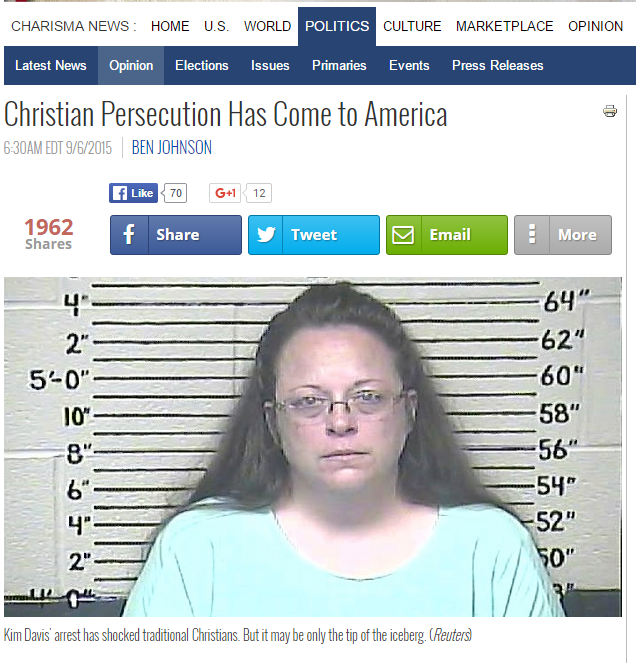 CHARISMA NEWS : HOME U.S. WORLD POLITICS CULTURE MARKETPLACE OPINION
Latest News Opinion Elections Issues Primaries Events Press Releases
Christian Persecution Has Come to America
6:30AM EDT 9/6/2015 BEN JOHNSON
Like 70 G+1 12
1962
Shares
Share Tweet Email More
4" 64"
2" 62"
5'-0" 60"
10" 58"
8" 56"
6" 54"
4" 52"
2" 50"
Kim Davis' arrest has shocked traditional Christians. But it may be only the tip of the iceberg. (Reuters)